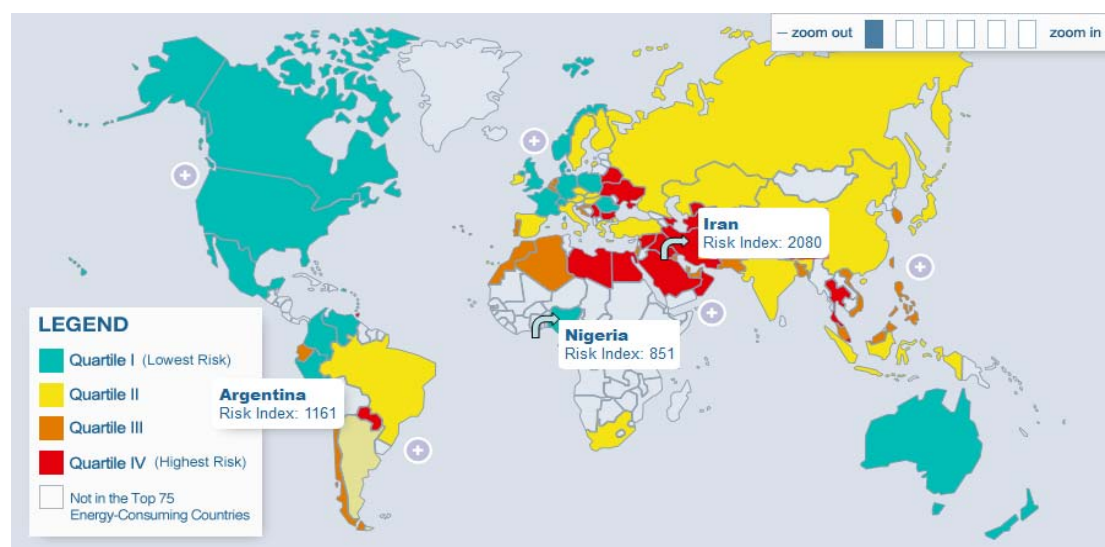 — zoom out
zoom in
Iran
Risk Index: 2080
Nigeria
Risk Index: 851
Argentina
Risk Index: 1161
LEGEND
Quartile I (Lowest Risk)
Quartile II
Quartile III
Quartile IV (Highest Risk)
Not in the Top 75
Energy-Consuming Countries